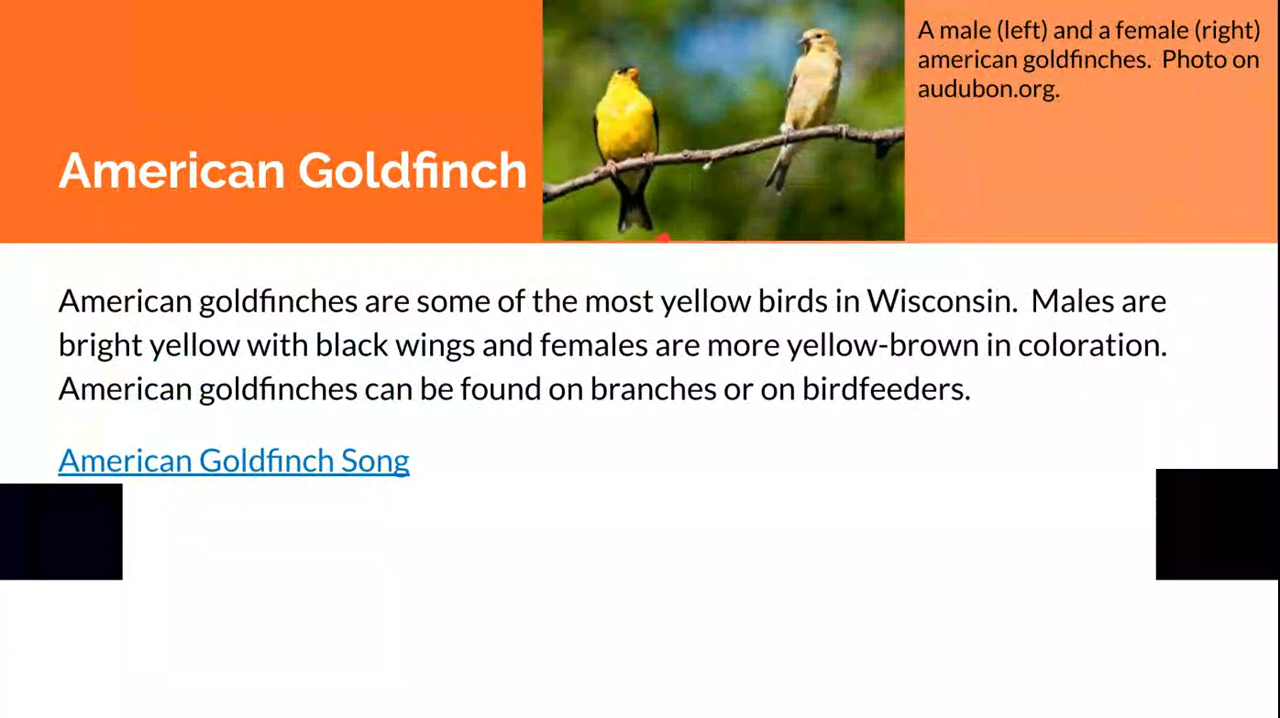 American Goldfinch
A male (left) and a female (right)
american goldfinches.  Photo on
audubon.org.
American goldfinches are some of the most yellow birds in Wisconsin.  Males are
bright yellow with black wings and females are more yellow-brown in coloration.
American goldfinches can be found on branches or on birdfeeders.
American Goldfinch Song